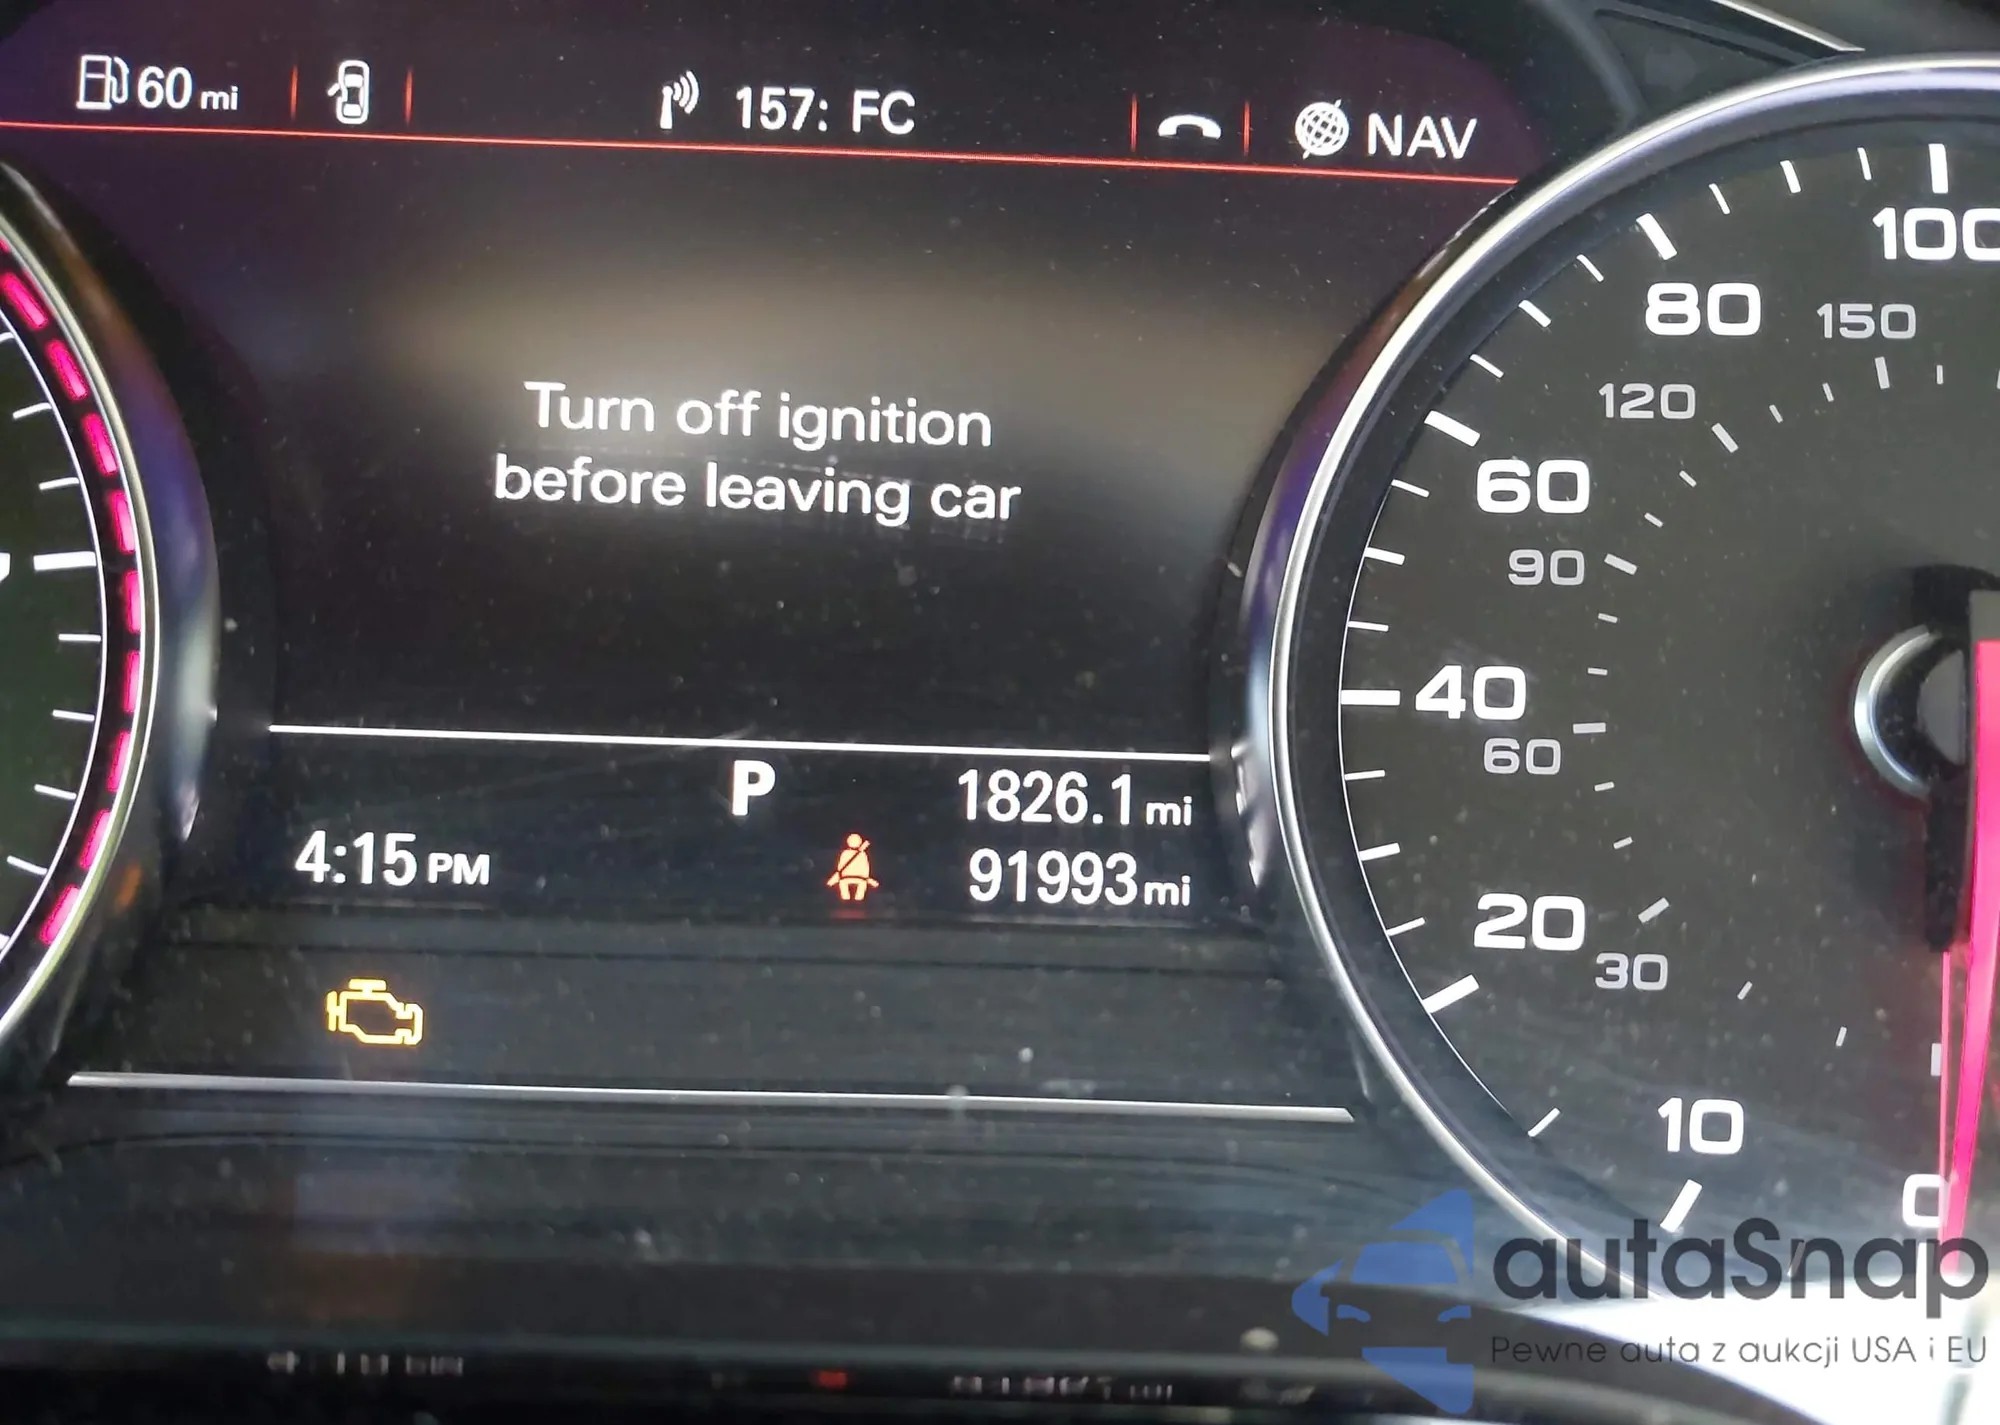 60 mi
157: FC
NAV
Turn off ignition
before leaving car
P
1826.1 mi
4:15 PM
91993 mi
100
80
150
120
60
90
40
60
20
30
10
0
autaSnap
Pewne auta z aukcji USA i EU